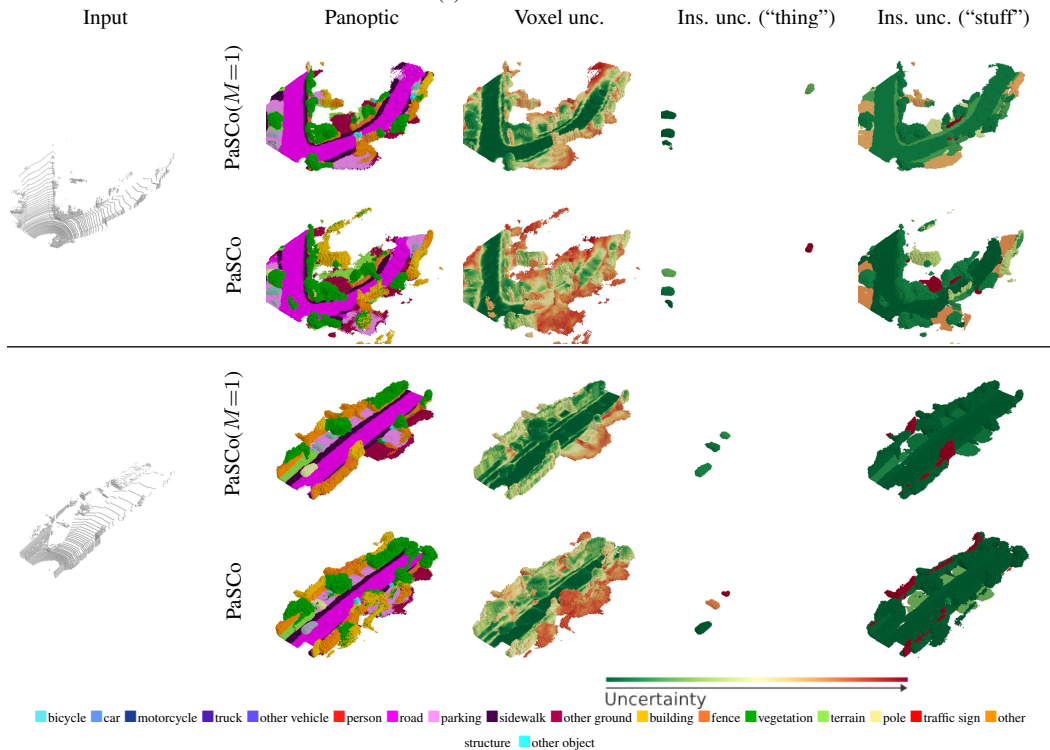 Input Panoptic Voxel unc. Ins. unc. (“thing”) Ins. unc. (“stuff”)
PaSCo(M=1)
PaSCo
PaSCo(M=1)
PaSCo
Uncertainty
bicycle car motorcycle truck other vehicle person road parking sidewalk other ground building fence vegetation terrain pole traffic sign other
structure other object